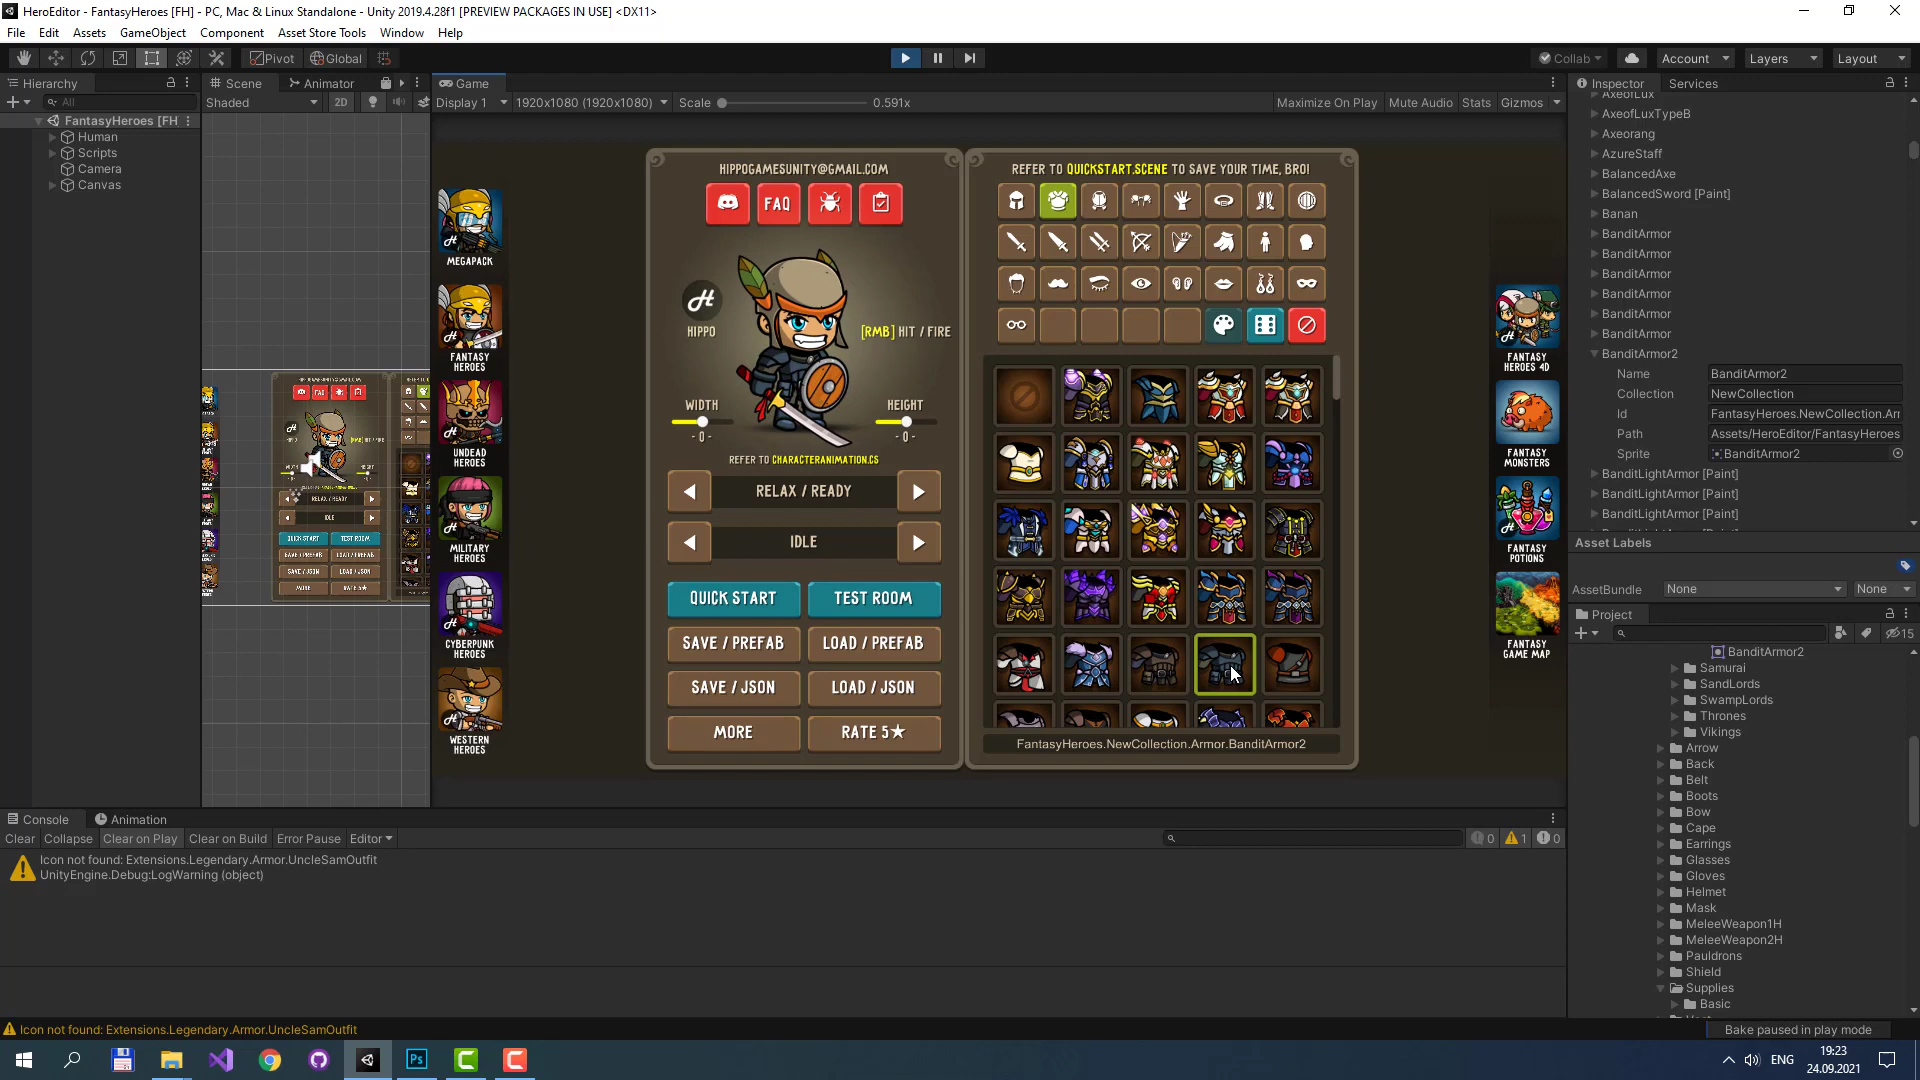 HeroEditor - FantasyHeroes [FH] - PC, Mac & Linux Standalone - Unity 2019.4.28f1 [PREVIEW PACKAGES IN USE] <DX11>
File Edit Assets GameObject Component Asset Store Tools Window Help
Pivot Global
Collab Account Layers Layout
Hierarchy
All
FantasyHeroes [FH
Human
Scripts
Camera
Canvas
Scene Animator
Shaded 2D
Game
Display 1 1920x1080 (1920x1080) Scale 0.591x Maximize On Play Mute Audio Stats Gizmos
HIPPOGAMESUNITY@GMAIL.COM
FAQ
HIPPO
[RMB] HIT / FIRE
WIDTH
- 0 -
HEIGHT
- 0 -
REFER TO CHARACTERANIMATION.CS
RELAX / READY
IDLE
QUICK START TEST ROOM
SAVE / PREFAB LOAD / PREFAB
SAVE / JSON LOAD / JSON
MORE RATE 5★
REFER TO QUICKSTART.SCENE TO SAVE YOUR TIME, BRO!
FantasyHeroes.NewCollection.Armor.BanditArmor2
MEGAPACK
FANTASY
HEROES
UNDEAD
HEROES
MILITARY
HEROES
CYBERPUNK
HEROES
WESTERN
HEROES
FANTASY
HEROES 4D
FANTASY
MONSTERS
FANTASY
POTIONS
FANTASY
GAME MAP
Inspector Services
AxeofLux
AxeofLuxTypeB
Axeorang
AzureStaff
BalancedAxe
BalancedSword [Paint]
Banan
BanditArmor
BanditArmor
BanditArmor
BanditArmor
BanditArmor
BanditArmor
BanditArmor2
Name BanditArmor2
Collection NewCollection
Id FantasyHeroes.NewCollection.Arr
Path Assets/HeroEditor/FantasyHeroes
Sprite BanditArmor2
BanditLightArmor [Paint]
BanditLightArmor [Paint]
BanditLightArmor [Paint]
Asset Labels
AssetBundle None None
Project
15
BanditArmor2
Samurai
SandLords
SwampLords
Thrones
Vikings
Arrow
Back
Belt
Boots
Bow
Cape
Earrings
Glasses
Gloves
Helmet
Mask
MeleeWeapon1H
MeleeWeapon2H
Pauldrons
Shield
Supplies
Basic
Console Animation
Clear Collapse Clear on Play Clear on Build Error Pause Editor
0 1 0
Icon not found: Extensions.Legendary.Armor.UncleSamOutfit
UnityEngine.Debug:LogWarning (object)
Icon not found: Extensions.Legendary.Armor.UncleSamOutfit
Bake paused in play mode
Ps
ENG
19:23
24.09.2021